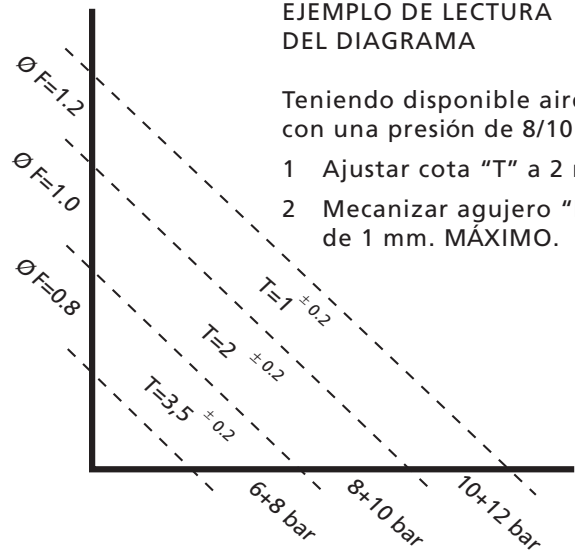 EJEMPLO DE LECTURA
DEL DIAGRAMA
Teniendo disponible
con una presión de 8/10
1 Ajustar cota "T" a 2
2 Mecanizar agujero "
de 1 mm. MÁXIMO.
Ø F=1.2
Ø F=1.0
Ø F=0.8
T=1 ±0.2
T=2 ±0.2
T=3,5 ±0.2
6+8 bar
8+10 bar
10+12 bar